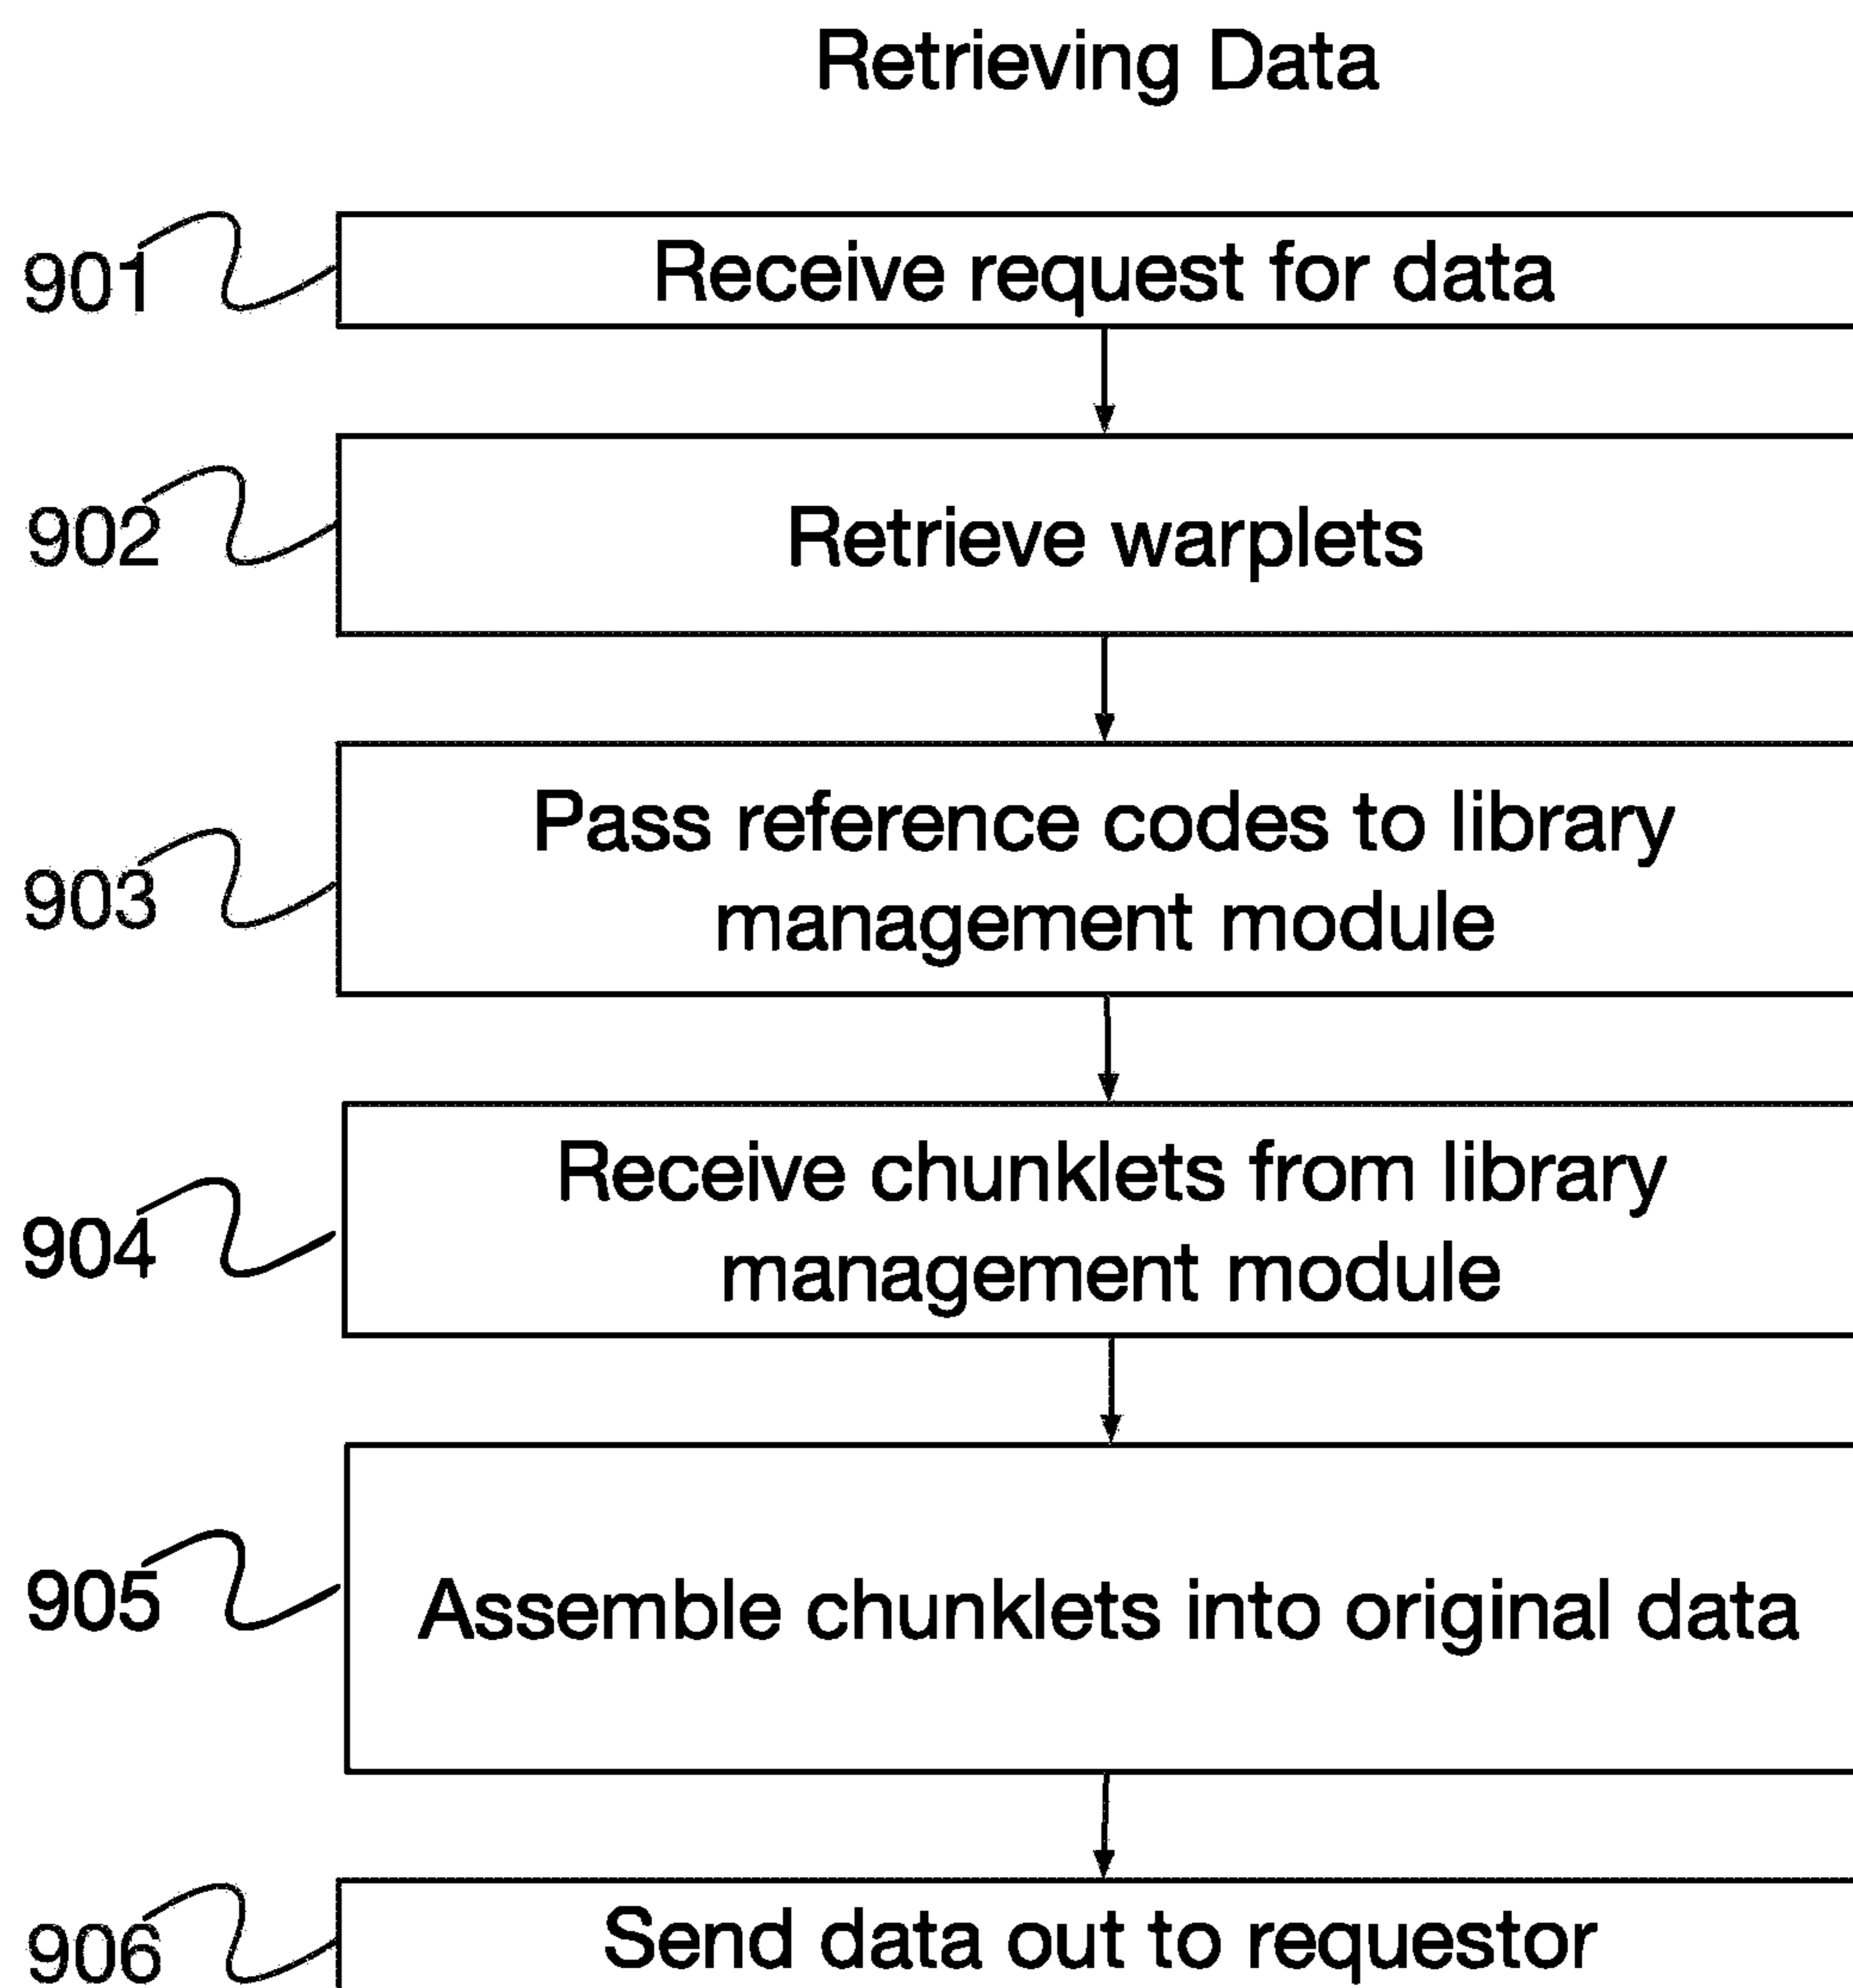 Retrieving Data
901
Receive request for data
902
Retrieve warplets
903
Pass reference codes to library
management module
904
Receive chunklets from library
management module
905
Assemble chunklets into original data
906
Send data out to requestor